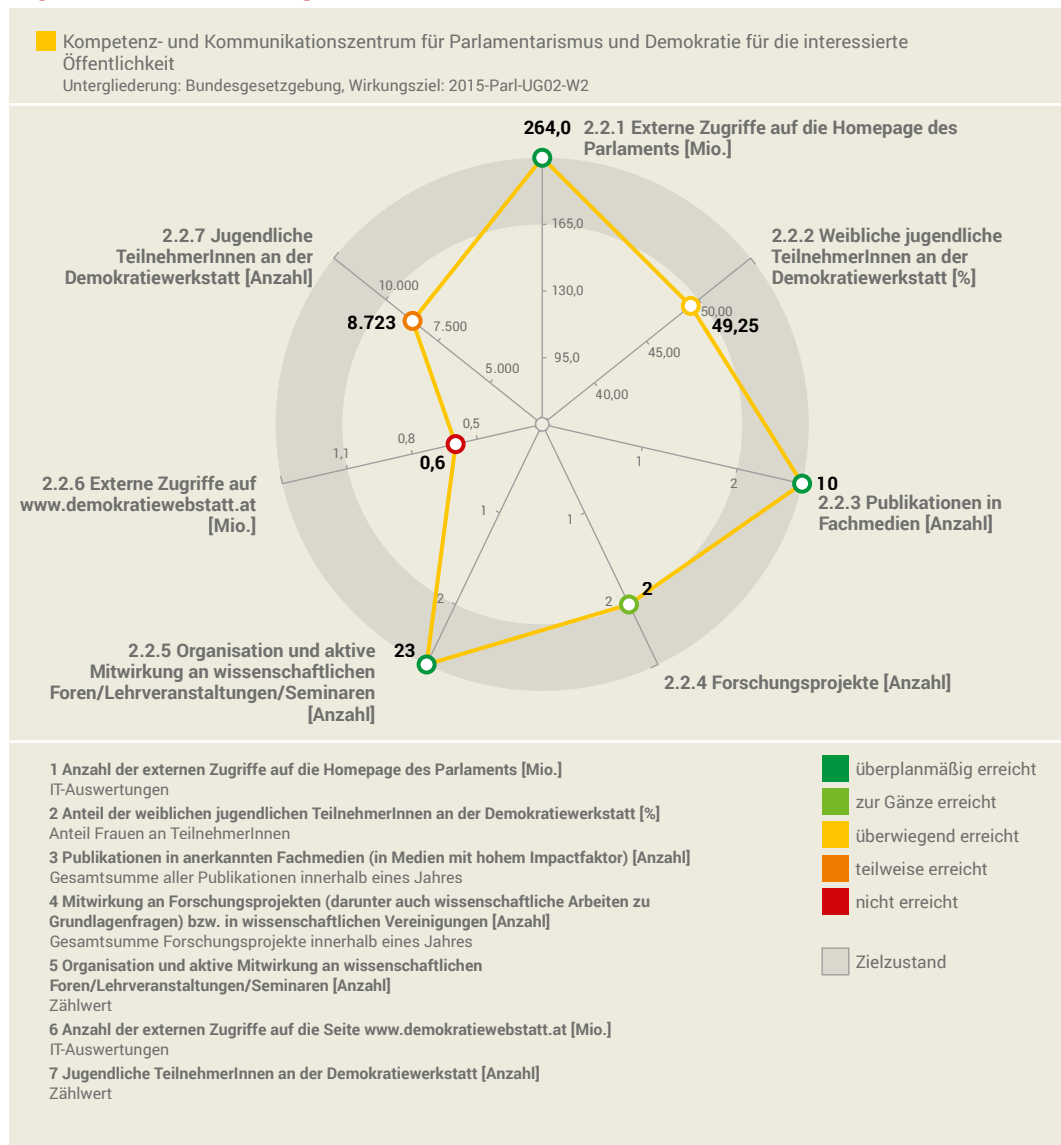 Kompetenz- und Kommunikationszentrum für Parlamentarismus und Demokratie für die interessierte
Öffentlichkeit
Untergliederung: Bundesgesetzgebung, Wirkungsziel: 2015-Parl-UG02-W2
264,0
2.2.1 Externe Zugriffe auf die Homepage des
Parlaments [Mio.]
165,0
130,0
95,0
2.2.2 Weibliche jugendliche
TeilnehmerInnen an der
Demokratiewerkstatt [%]
50,00
49,25
45,00
40,00
1
2
10
2.2.3 Publikationen in
Fachmedien [Anzahl]
1
2
2
2.2.4 Forschungsprojekte [Anzahl]
1
2
23
2.2.5 Organisation und aktive
Mitwirkung an wissenschaftlichen
Foren/Lehrveranstaltungen/Seminaren
[Anzahl]
0,5
0,8
1,1
0,6
2.2.6 Externe Zugriffe auf
www.demokratiewebstatt.at
[Mio.]
2.2.7 Jugendliche
TeilnehmerInnen an der
Demokratiewerkstatt [Anzahl]
10.000
8.723
7.500
5.000
1 Anzahl der externen Zugriffe auf die Homepage des Parlaments [Mio.]
IT-Auswertungen
2 Anteil der weiblichen jugendlichen TeilnehmerInnen an der Demokratiewerkstatt [%]
Anteil Frauen an TeilnehmerInnen
3 Publikationen in anerkannten Fachmedien (in Medien mit hohem Impactfaktor) [Anzahl]
Gesamtsumme aller Publikationen innerhalb eines Jahres
4 Mitwirkung an Forschungsprojekten (darunter auch wissenschaftliche Arbeiten zu
Grundlagenfragen) bzw. in wissenschaftlichen Vereinigungen [Anzahl]
Gesamtsumme Forschungsprojekte innerhalb eines Jahres
5 Organisation und aktive Mitwirkung an wissenschaftlichen
Foren/Lehrveranstaltungen/Seminaren [Anzahl]
Zählwert
6 Anzahl der externen Zugriffe auf die Seite www.demokratiewebstatt.at [Mio.]
IT-Auswertungen
7 Jugendliche TeilnehmerInnen an der Demokratiewerkstatt [Anzahl]
Zählwert
überplanmäßig erreicht
zur Gänze erreicht
überwiegend erreicht
teilweise erreicht
nicht erreicht
Zielzustand